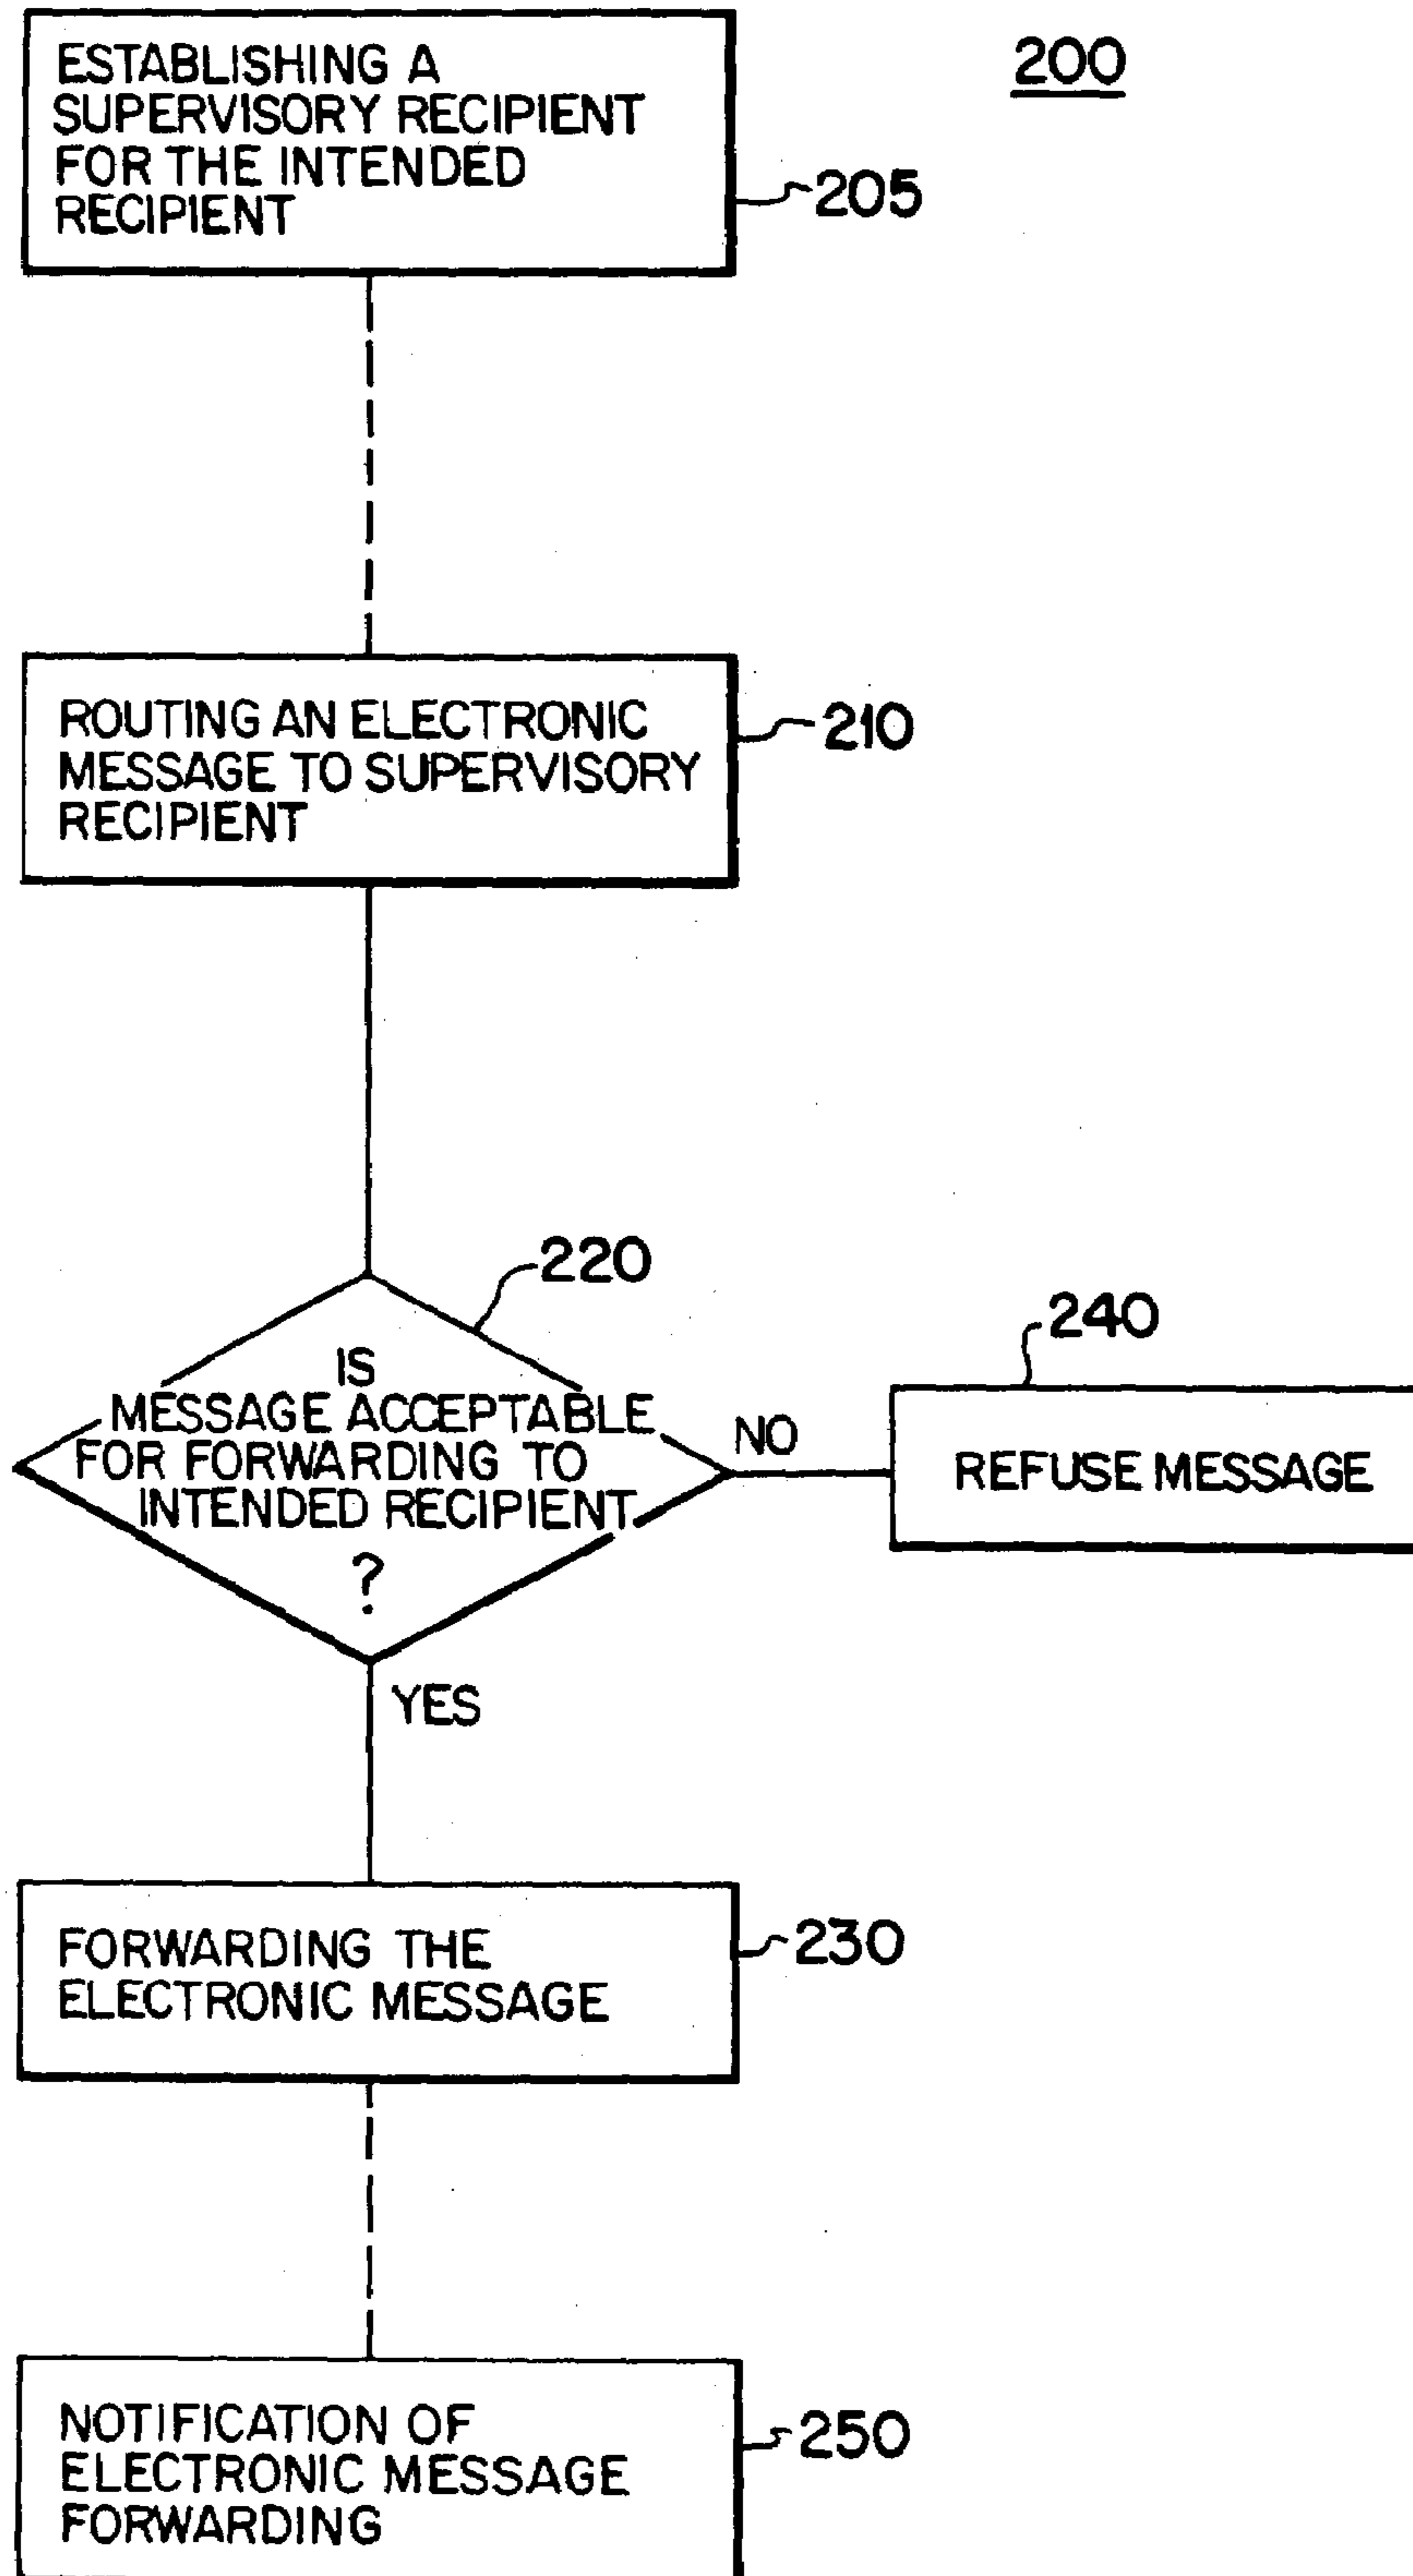 200
ESTABLISHING A
SUPERVISORY RECIPIENT
FOR THE INTENDED
RECIPIENT
205
ROUTING AN ELECTRONIC
MESSAGE TO SUPERVISORY
RECIPIENT
210
220
IS
MESSAGE ACCEPTABLE
FOR FORWARDING TO
INTENDED RECIPIENT
?
NO
240
REFUSE MESSAGE
YES
FORWARDING THE
ELECTRONIC MESSAGE
230
NOTIFICATION OF
ELECTRONIC MESSAGE
FORWARDING
250